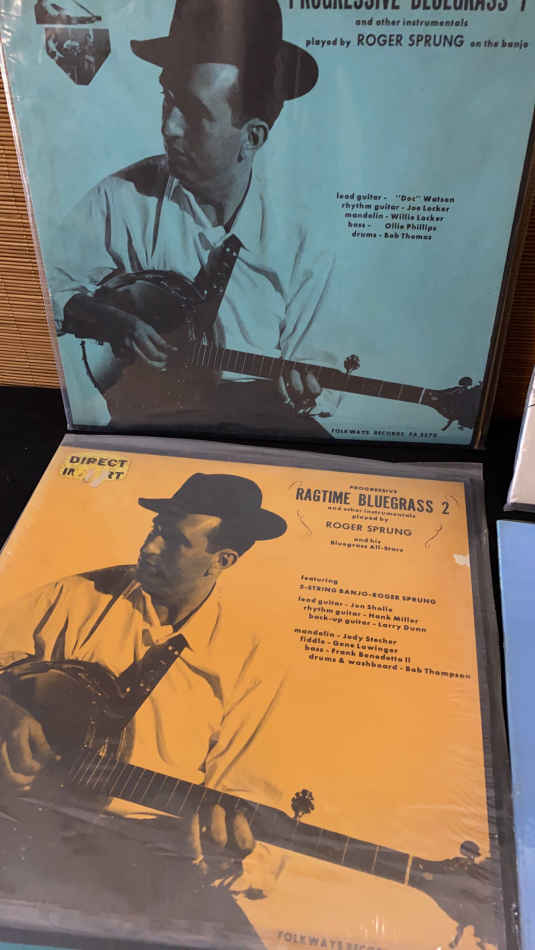 PROGRESSIVE BLUEGRASS 1
and other instrumentals
played by ROGER SPRUNG on the banjo
lead guitar - "Doc" Watson
rhythm guitar - Joe Locker
mandolin - Willie Locker
bass - Ollie Phillips
drums - Bob Thomas
FOLKWAYS RECORDS FA 2370
DIRECT
PROGRESSIVE
RAGTIME BLUEGRASS 2
and other instrumentals
played by
ROGER SPRUNG
and his
Bluegrass All-Stars
featuring
5-STRING BANJO-ROGER SPRUNG
lead guitar - Jon Sholle
rhythm guitar - Hank Miller
back-up guitar - Larry Dunn
mandolin - Jody Stecher
fiddle - Gene Lowinger
bass - Frank Benedetto II
drums & washboard - Bob Thompson
FOLKWAYS RECORDS